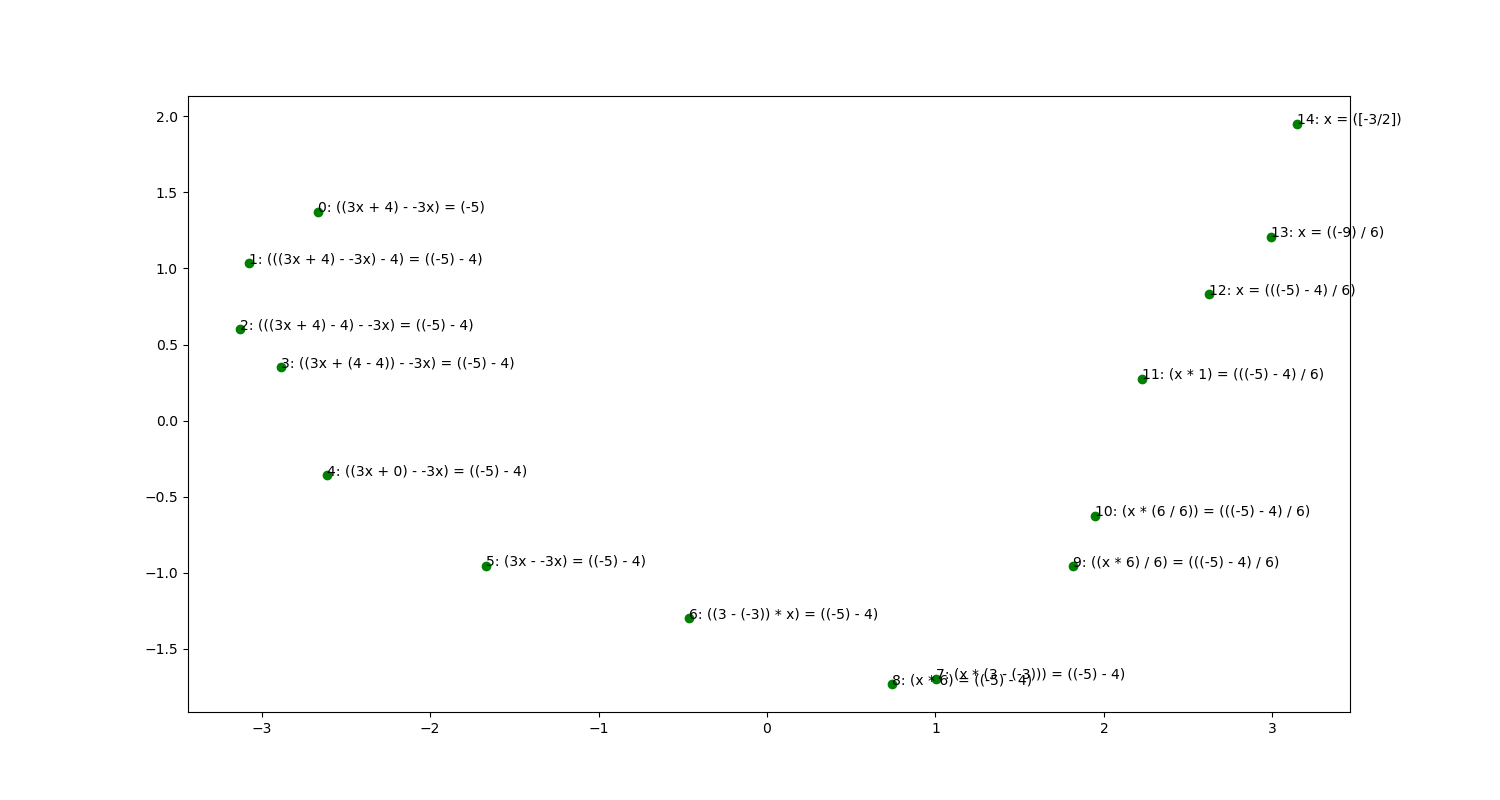 2.0
1.5
1.0
0.5
0.0
−0.5
−1.0
−1.5
−3
−2
−1
0
1
2
3
14: x = ([-3/2])
0: ((3x + 4) - -3x) = (-5)
13: x = ((-9) / 6)
1: (((3x + 4) - -3x) - 4) = ((-5) - 4)
12: x = (((-5) - 4) / 6)
2: (((3x + 4) - 4) - -3x) = ((-5) - 4)
3: ((3x + (4 - 4)) - -3x) = ((-5) - 4)
11: (x * 1) = (((-5) - 4) / 6)
4: ((3x + 0) - -3x) = ((-5) - 4)
10: (x * (6 / 6)) = (((-5) - 4) / 6)
5: (3x - -3x) = ((-5) - 4)
9: ((x * 6) / 6) = (((-5) - 4) / 6)
6: ((3 - (-3)) * x) = ((-5) - 4)
7: (x * (3 - (-3))) = ((-5) - 4)
8: (x * 6) = ((-5) - 4)